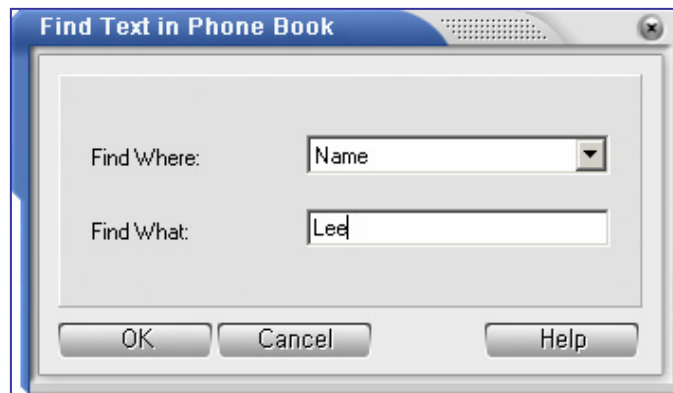 Find Text in Phone Book
Find Where: Name
Find What: Lee
OK Cancel Help